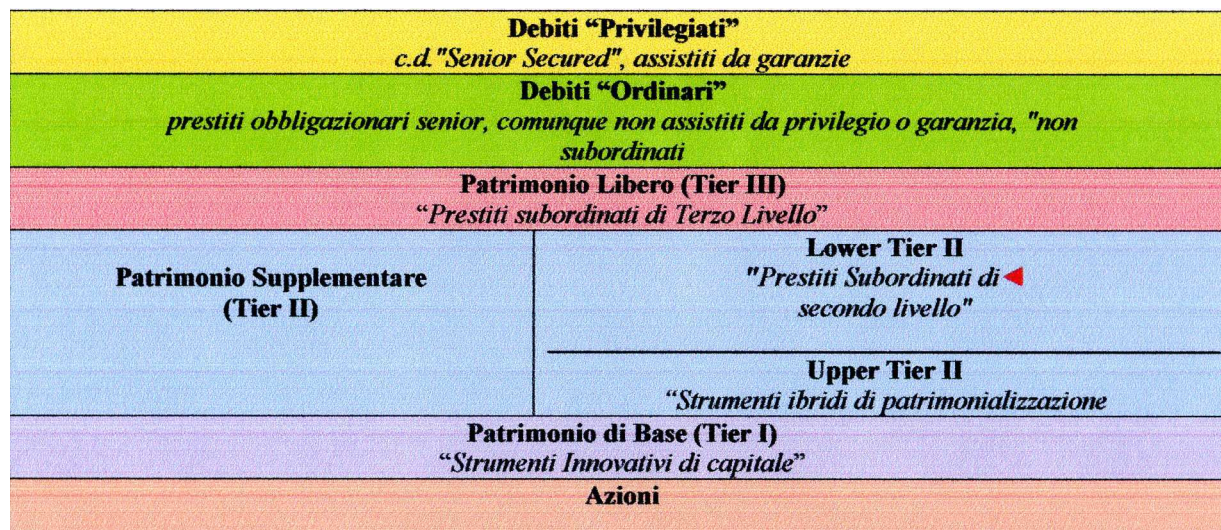 Debiti “Privilegiati”
c.d."Senior Secured", assistiti da garanzie
Debiti “Ordinari”
prestiti obbligazionari senior, comunque non assistiti da privilegio o garanzia, "non
subordinati
Patrimonio Libero (Tier III)
“Prestiti subordinati di Terzo Livello”
Patrimonio Supplementare
(Tier II)
Lower Tier II
"Prestiti Subordinati di
secondo livello"
Upper Tier II
“Strumenti ibridi di patrimonializzazione
Patrimonio di Base (Tier I)
“Strumenti Innovativi di capitale”
Azioni